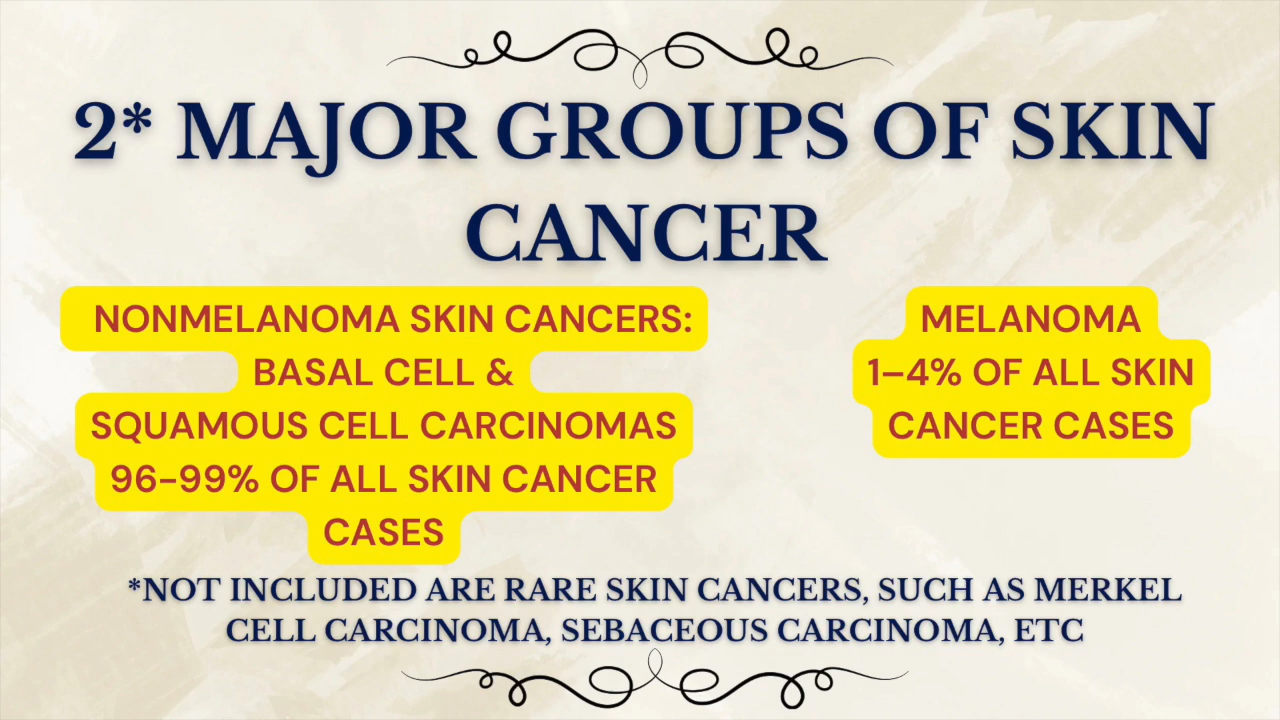 2* MAJOR GROUPS OF SKIN
CANCER
NONMELANOMA SKIN CANCERS:
BASAL CELL &
SQUAMOUS CELL CARCINOMAS
96-99% OF ALL SKIN CANCER
CASES
MELANOMA
1–4% OF ALL SKIN
CANCER CASES
*NOT INCLUDED ARE RARE SKIN CANCERS, SUCH AS MERKEL
CELL CARCINOMA, SEBACEOUS CARCINOMA, ETC